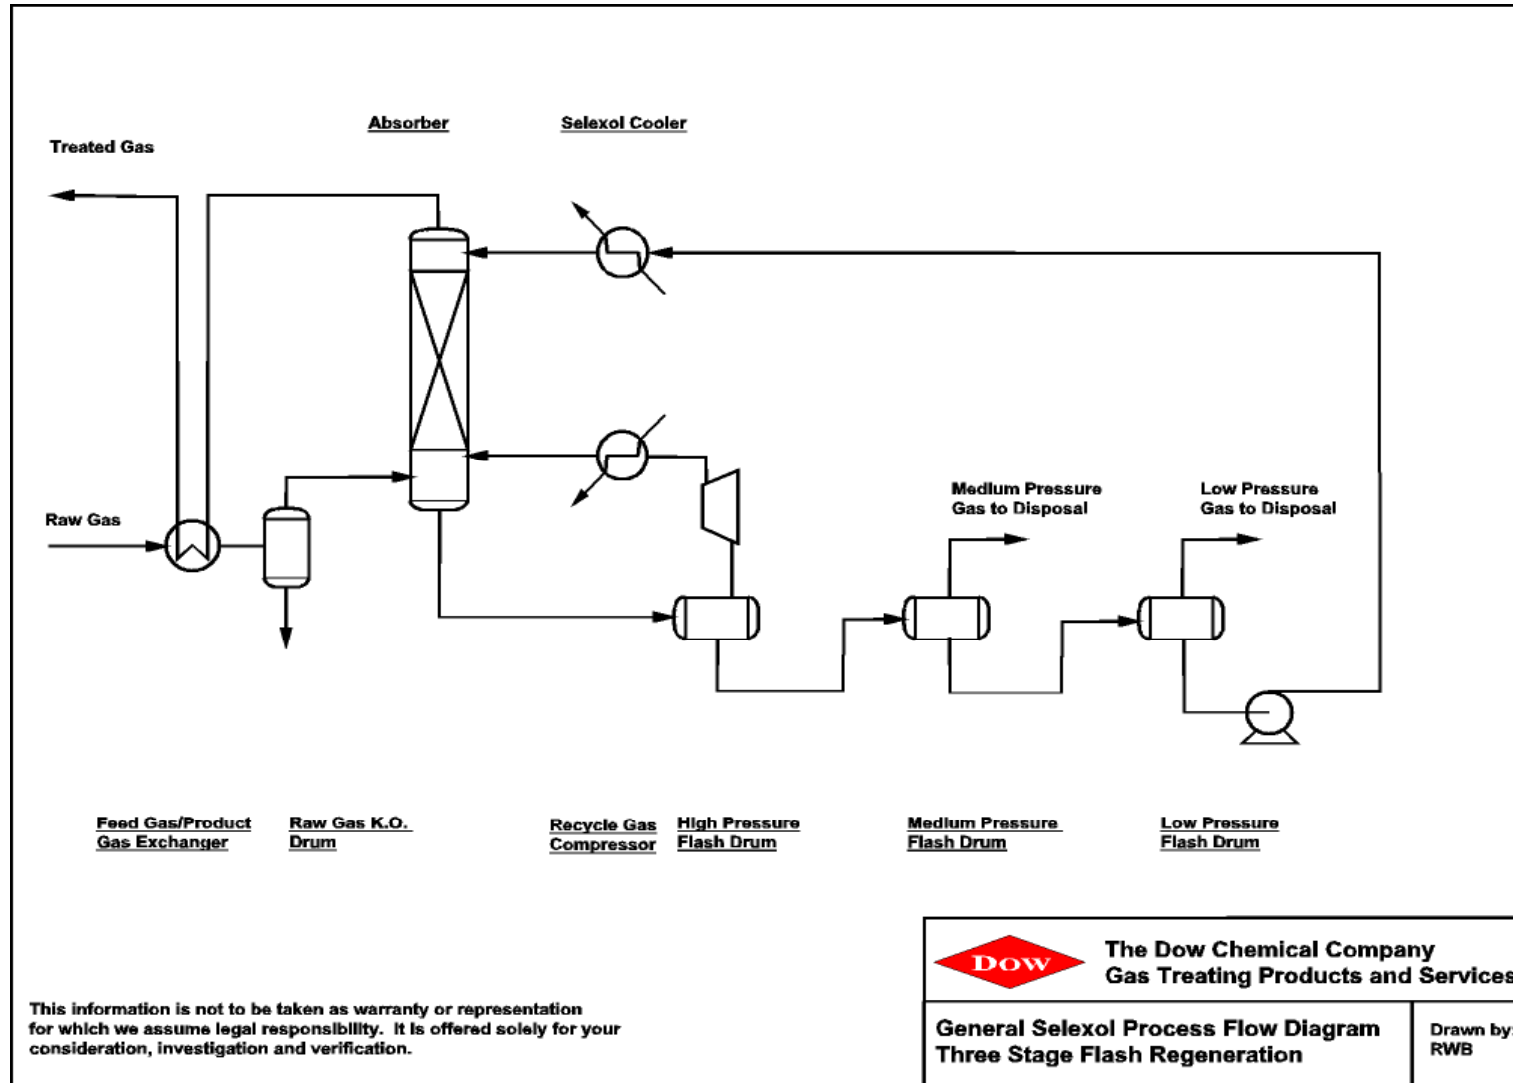 Absorber
Selexol Cooler
Treated Gas
Raw Gas
Medium Pressure
Gas to Disposal
Low Pressure
Gas to Disposal
Feed Gas/Product
Gas Exchanger
Raw Gas K.O.
Drum
Recycle Gas
Compressor
High Pressure
Flash Drum
Medium Pressure
Flash Drum
Low Pressure
Flash Drum
This information is not to be taken as warranty or representation
for which we assume legal responsibility. It is offered solely for your
consideration, investigation and verification.
DOW
The Dow Chemical Company
Gas Treating Products and Services
General Selexol Process Flow Diagram
Three Stage Flash Regeneration
Drawn by:
RWB